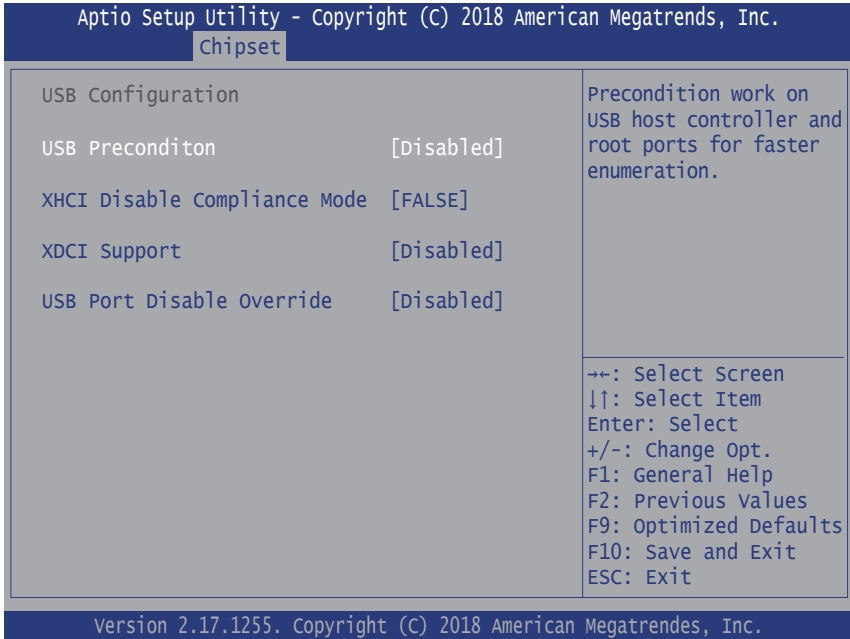 Aptio Setup Utility - Copyright (C) 2018 American Megatrends, Inc.
Chipset
USB Configuration
USB Preconditon [Disabled]
XHCI Disable Compliance Mode [FALSE]
XDCI Support [Disabled]
USB Port Disable Override [Disabled]
Precondition work on
USB host controller and
root ports for faster
enumeration.
→←: Select Screen
↓↑: Select Item
Enter: Select
+/-: Change Opt.
F1: General Help
F2: Previous Values
F9: Optimized Defaults
F10: Save and Exit
ESC: Exit
Version 2.17.1255. Copyright (C) 2018 American Megatrendes, Inc.